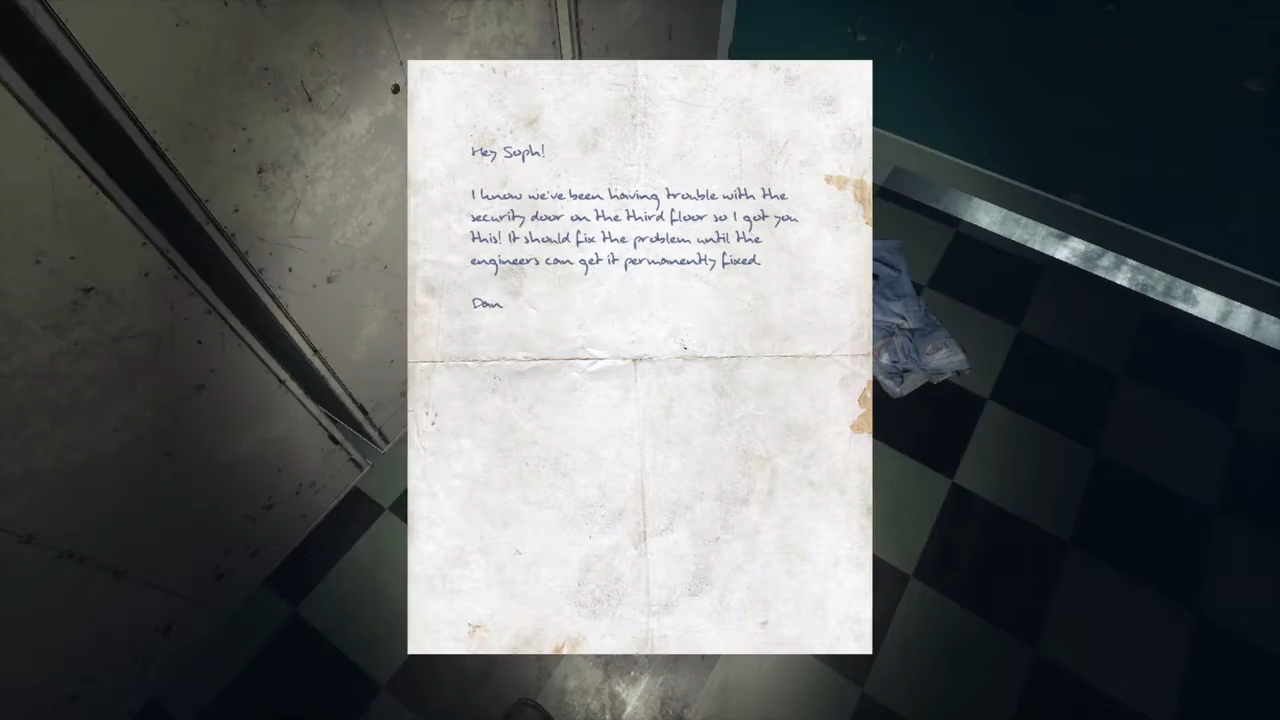 Hey Soph!
I know we've been having trouble with the
security door on the third floor so I got you
this! It should fix the problem until the
engineers can get it permanently fixed.
Dan